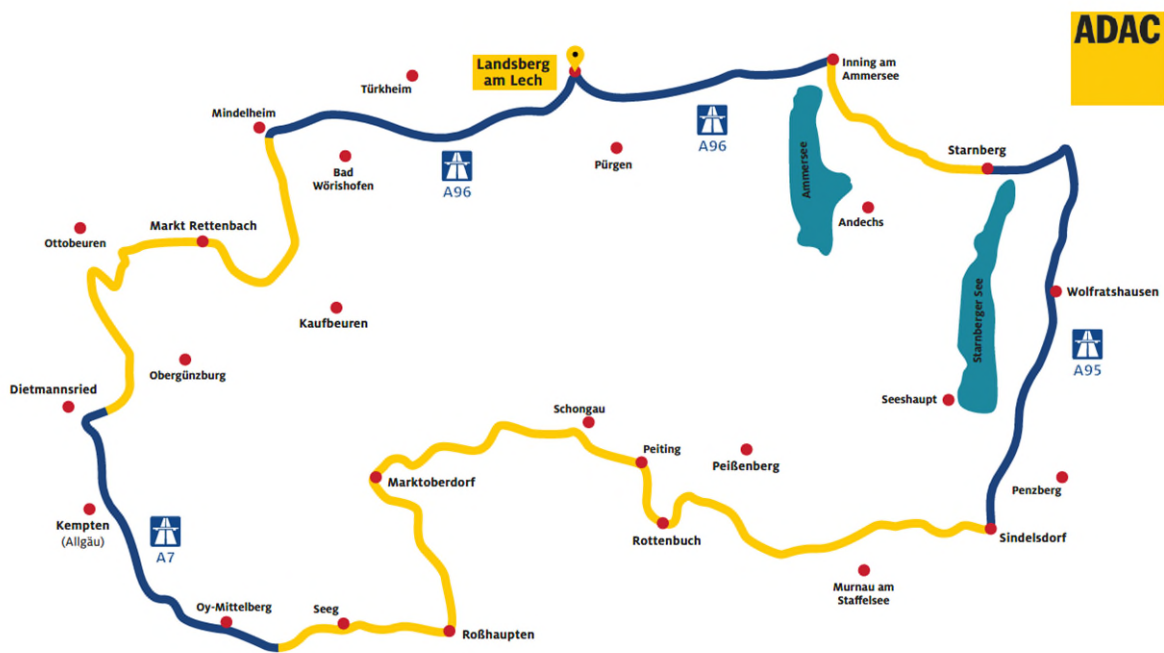 ADAC
Landsberg
am Lech
Inning am
Ammersee
Türkheim
Mindelheim
A96
Starnberg
Pürgen
Bad
Wörishofen
A96
Ammersee
Andechs
Markt Rettenbach
Ottobeuren
Wolfratshausen
Starnberger See
Kaufbeuren
A95
Obergünzburg
Dietmannsried
Seeshaupt
Schongau
Peiting
Peißenberg
Marktoberdorf
Penzberg
Kempten
(Allgäu)
Rottenbuch
Sindelsdorf
A7
Murnau am
Staffelsee
Oy-Mittelberg
Seeg
Roßhaupten